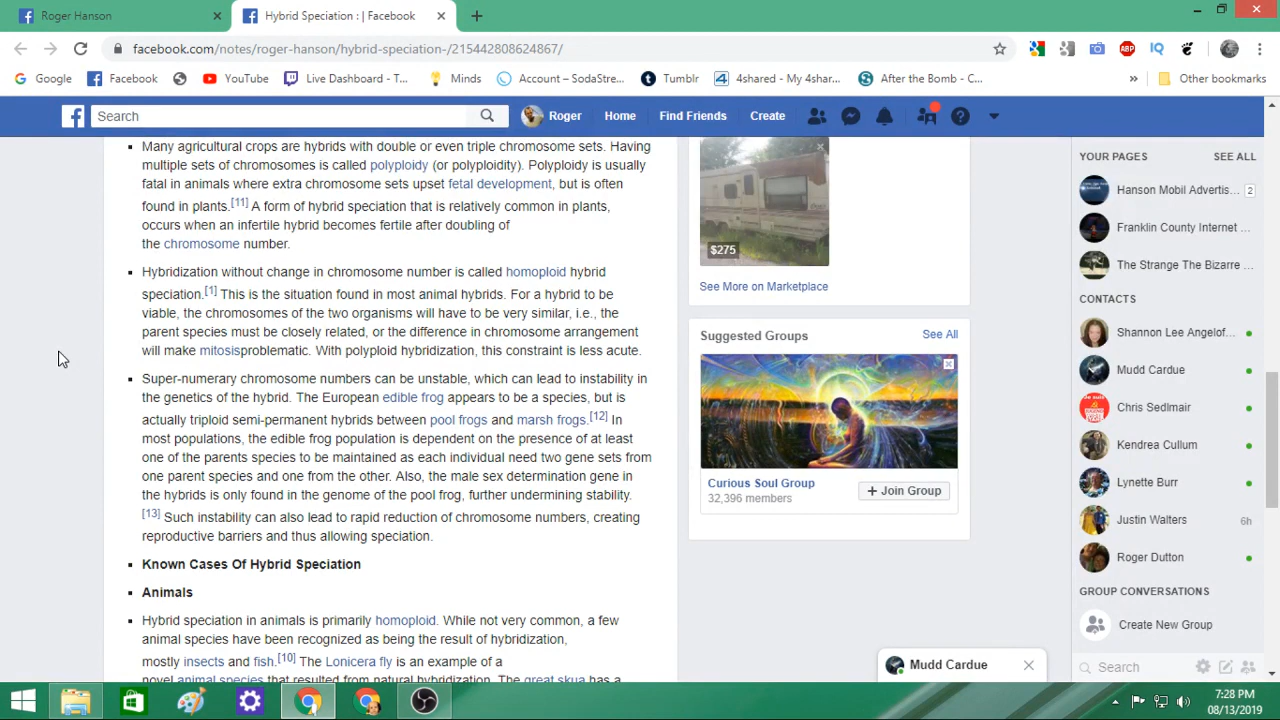 Roger Hanson
Hybrid Speciation : | Facebook
facebook.com/notes/roger-hanson/hybrid-speciation-/215442808624867/
Google
Facebook
YouTube
Live Dashboard - T...
Minds
Account – SodaStre...
Tumblr
4shared - My 4shar...
After the Bomb - C...
Other bookmarks
Search
Roger
Home
Find Friends
Create
Many agricultural crops are hybrids with double or even triple chromosome sets. Having
multiple sets of chromosomes is called polyploidy (or polyploidity). Polyploidy is usually
fatal in animals where extra chromosome sets upset fetal development, but is often
found in plants.[11] A form of hybrid speciation that is relatively common in plants,
occurs when an infertile hybrid becomes fertile after doubling of
the chromosome number.
Hybridization without change in chromosome number is called homoploid hybrid
speciation.[1] This is the situation found in most animal hybrids. For a hybrid to be
viable, the chromosomes of the two organisms will have to be very similar, i.e., the
parent species must be closely related, or the difference in chromosome arrangement
will make mitosisproblematic. With polyploid hybridization, this constraint is less acute.
Super-numerary chromosome numbers can be unstable, which can lead to instability in
the genetics of the hybrid. The European edible frog appears to be a species, but is
actually triploid semi-permanent hybrids between pool frogs and marsh frogs.[12] In
most populations, the edible frog population is dependent on the presence of at least
one of the parents species to be maintained as each individual need two gene sets from
one parent species and one from the other. Also, the male sex determination gene in
the hybrids is only found in the genome of the pool frog, further undermining stability.
[13] Such instability can also lead to rapid reduction of chromosome numbers, creating
reproductive barriers and thus allowing speciation.
Known Cases Of Hybrid Speciation
Animals
Hybrid speciation in animals is primarily homoploid. While not very common, a few
animal species have been recognized as being the result of hybridization,
mostly insects and fish.[10] The Lonicera fly is an example of a
novel animal species that resulted from natural hybridization. The great skua has a
$275
See More on Marketplace
Suggested Groups
See All
Curious Soul Group
32,396 members
+ Join Group
YOUR PAGES
SEE ALL
Hanson Mobil Advertis...
2
Franklin County Internet ...
The Strange The Bizarre ...
CONTACTS
Shannon Lee Angelof...
Mudd Cardue
Chris Sedlmair
Kendrea Cullum
Lynette Burr
Justin Walters
6h
Roger Dutton
GROUP CONVERSATIONS
Create New Group
Search
Mudd Cardue
7:28 PM
08/13/2019